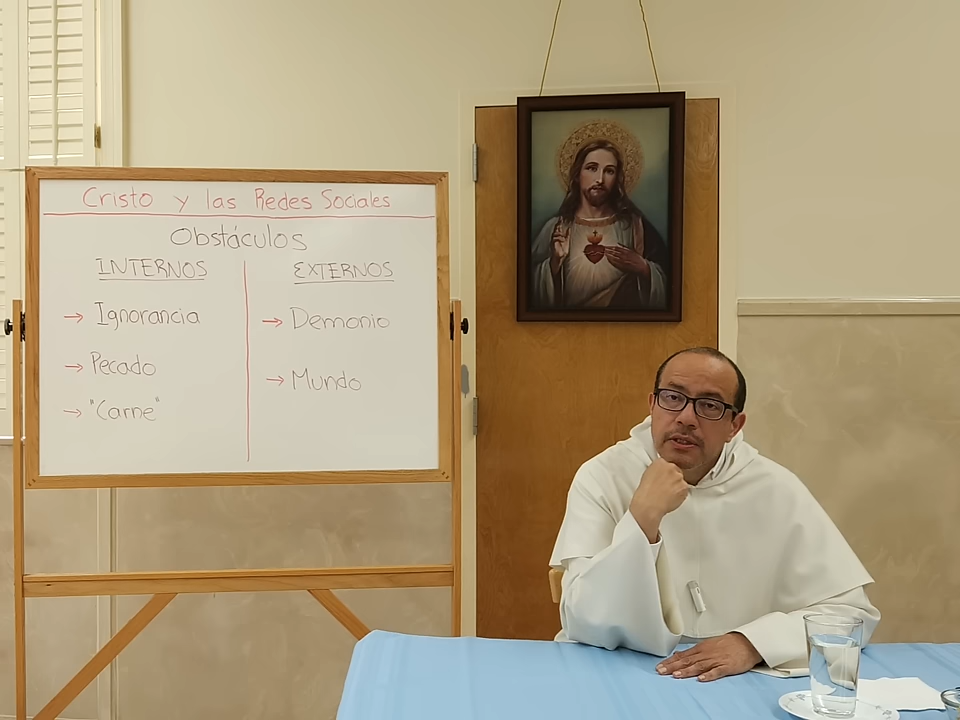 Cristo y las Redes Sociales
Obstáculos
INTERNOS
→ Ignorancia
→ Pecado
→ "Carne"
EXTERNOS
→ Demonio
→ Mundo